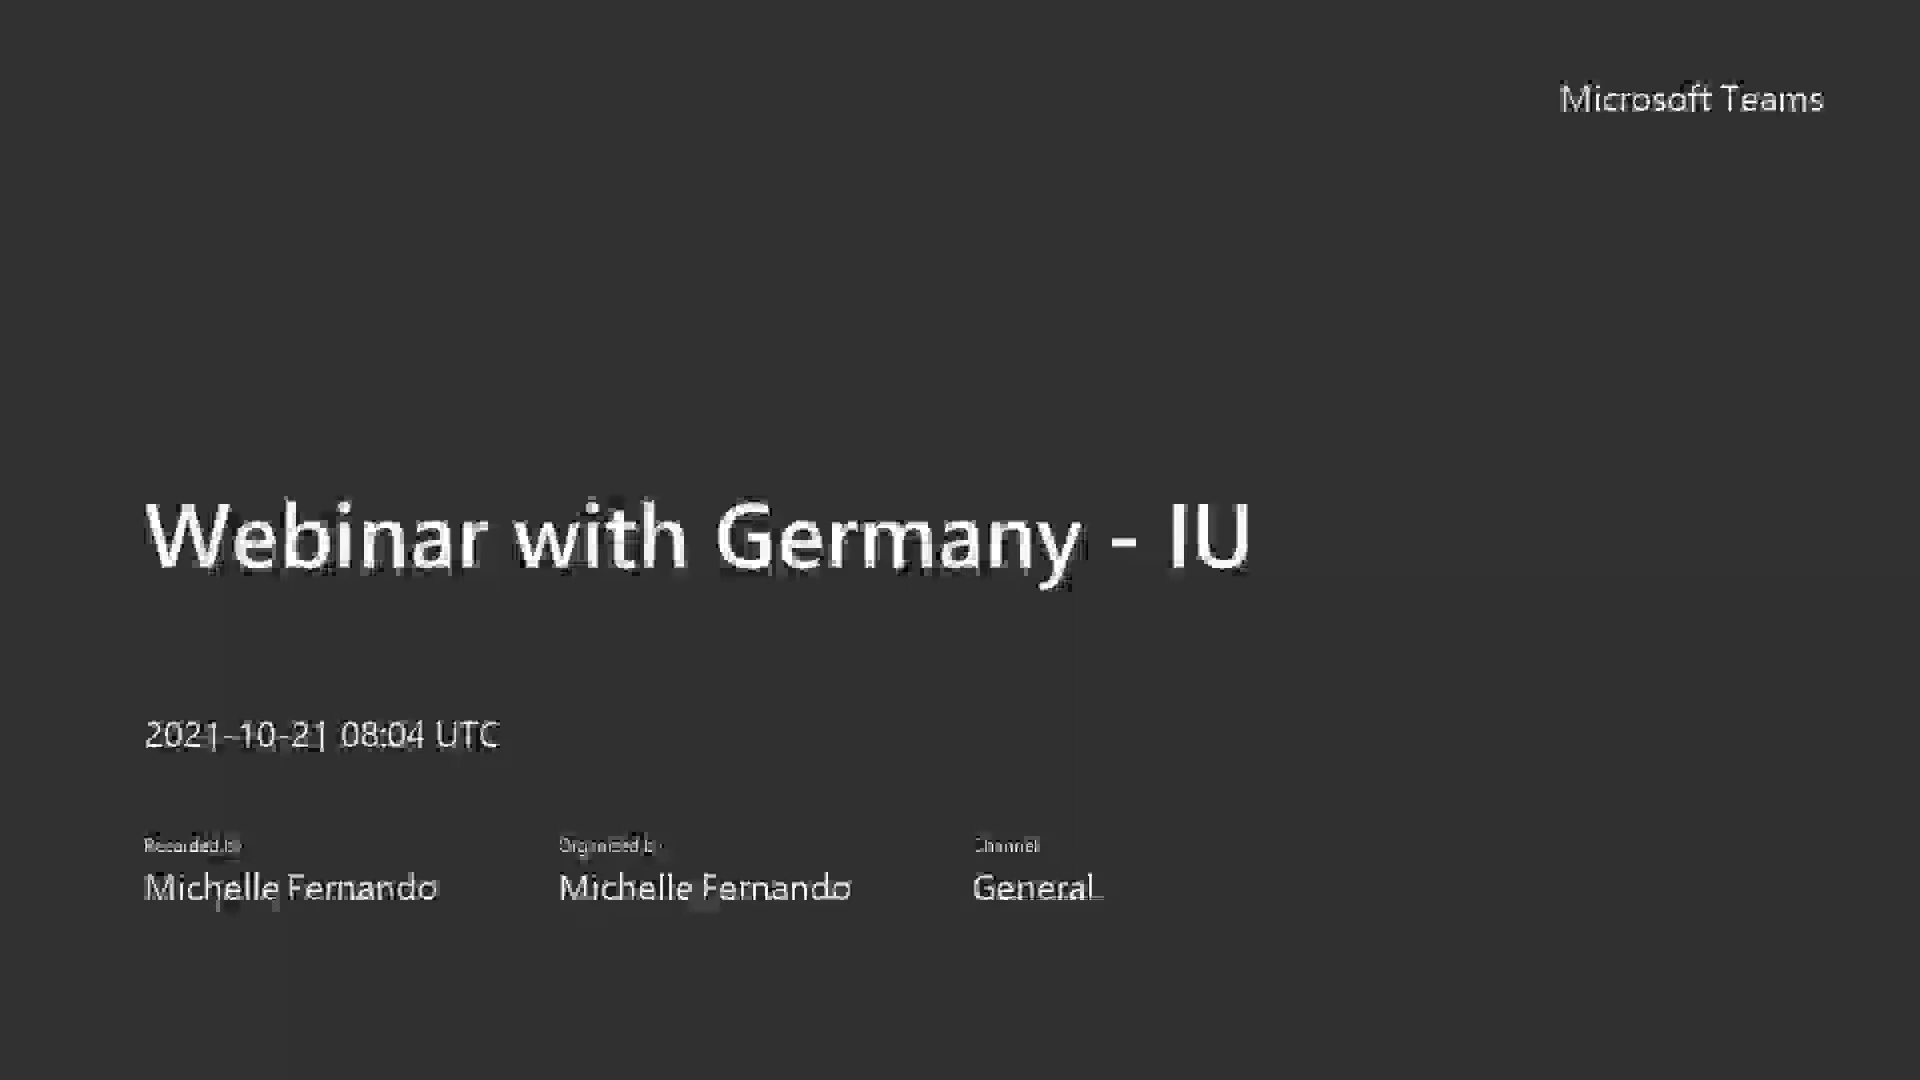 Microsoft Teams
Webinar with Germany - IU
2021-10-21 08:04 UTC
Recorded by Organized by Channel
Michelle Fernando Michelle Fernando General